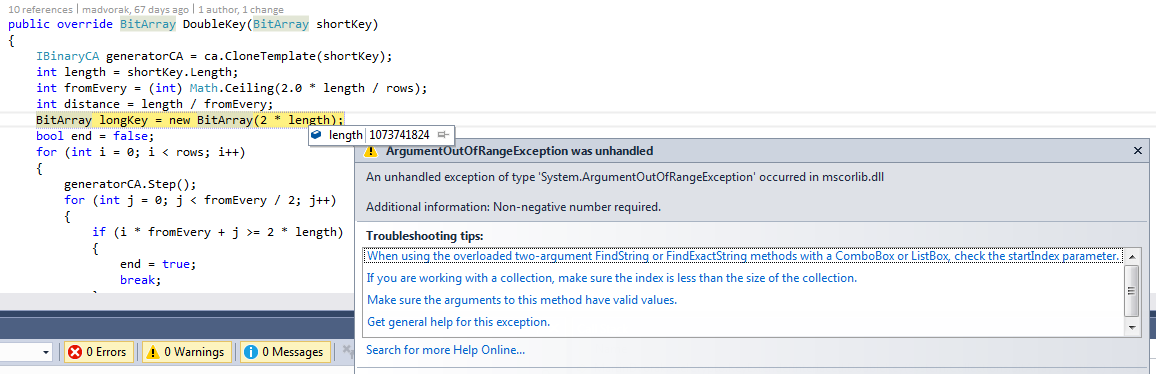 10 references | madvorak, 67 days ago | 1 author, 1 change
public override BitArray DoubleKey(BitArray shortKey)
{
IBinaryCA generatorCA = ca.CloneTemplate(shortKey);
int length = shortKey.Length;
int fromEvery = (int) Math.Ceiling(2.0 * length / rows);
int distance = length / fromEvery;
BitArray longKey = new BitArray(2 * length);
bool end = false;
length 1073741824
for (int i = 0; i < rows; i++)
{
generatorCA.Step();
for (int j = 0; j < fromEvery / 2; j++)
{
if (i * fromEvery + j >= 2 * length)
{
end = true;
break;
ArgumentOutOfRangeException was unhandled
An unhandled exception of type 'System.ArgumentOutOfRangeException' occurred in mscorlib.dll
Additional information: Non-negative number required.
Troubleshooting tips:
When using the overloaded two-argument FindString or FindExactString methods with a ComboBox or ListBox, check the startIndex parameter.
If you are working with a collection, make sure the index is less than the size of the collection.
Make sure the arguments to this method have valid values.
Get general help for this exception.
Search for more Help Online...
0 Errors
0 Warnings
0 Messages